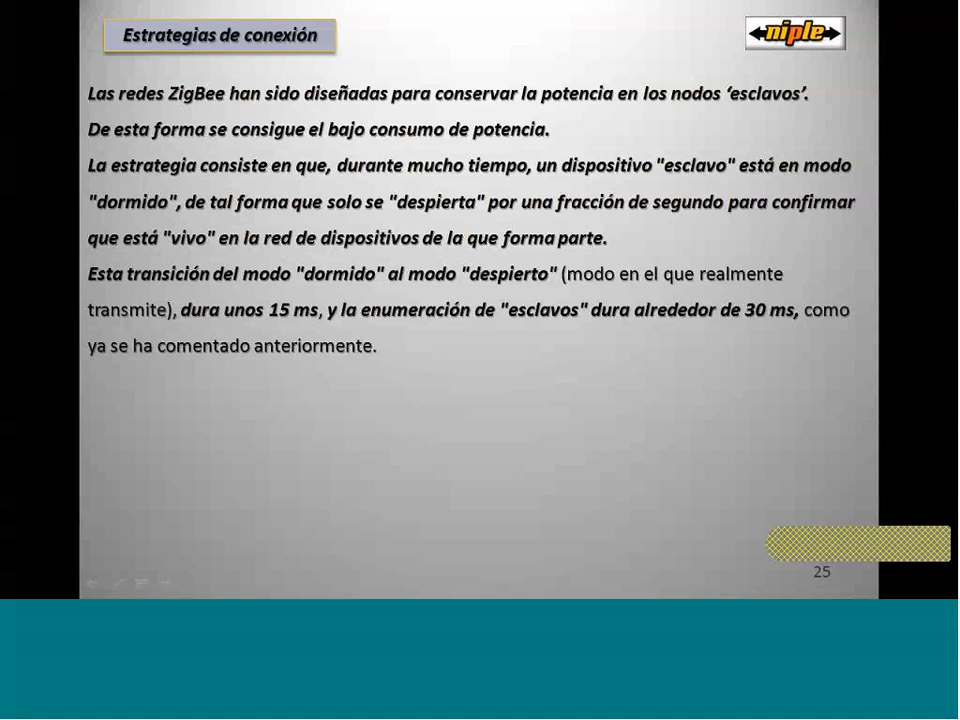 Estrategias de conexión
niple
Las redes ZigBee han sido diseñadas para conservar la potencia en los nodos ‘esclavos’.
De esta forma se consigue el bajo consumo de potencia.
La estrategia consiste en que, durante mucho tiempo, un dispositivo "esclavo" está en modo
"dormido", de tal forma que solo se "despierta" por una fracción de segundo para confirmar
que está "vivo" en la red de dispositivos de la que forma parte.
Esta transición del modo "dormido" al modo "despierto" (modo en el que realmente
transmite), dura unos 15 ms, y la enumeración de "esclavos" dura alrededor de 30 ms, como
ya se ha comentado anteriormente.
25